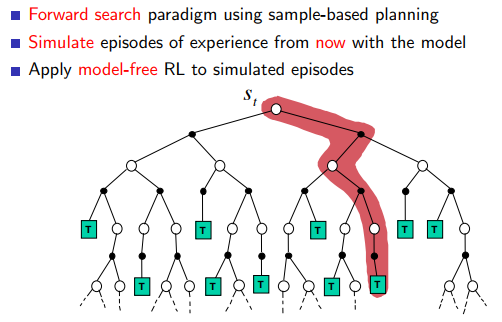 Forward search paradigm using sample-based planning
Simulate episodes of experience from now with the model
Apply model-free RL to simulated episodes
St
T T T T T
T T T T